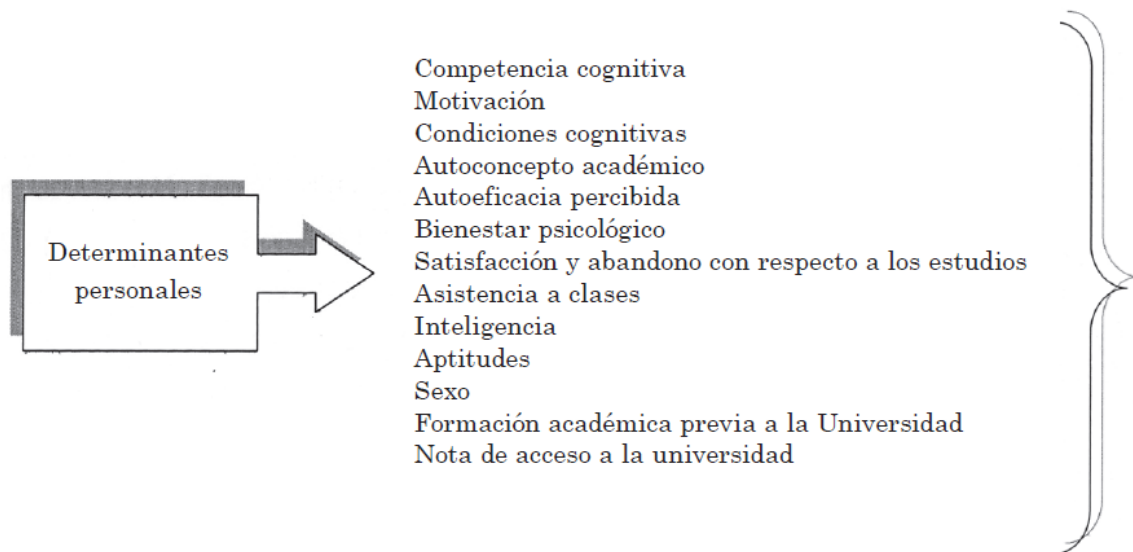 Determinantes
personales
Competencia cognitiva
Motivación
Condiciones cognitivas
Autoconcepto académico
Autoeficacia percibida
Bienestar psicológico
Satisfacción y abandono con respecto a los estudios
Asistencia a clases
Inteligencia
Aptitudes
Sexo
Formación académica previa a la Universidad
Nota de acceso a la universidad